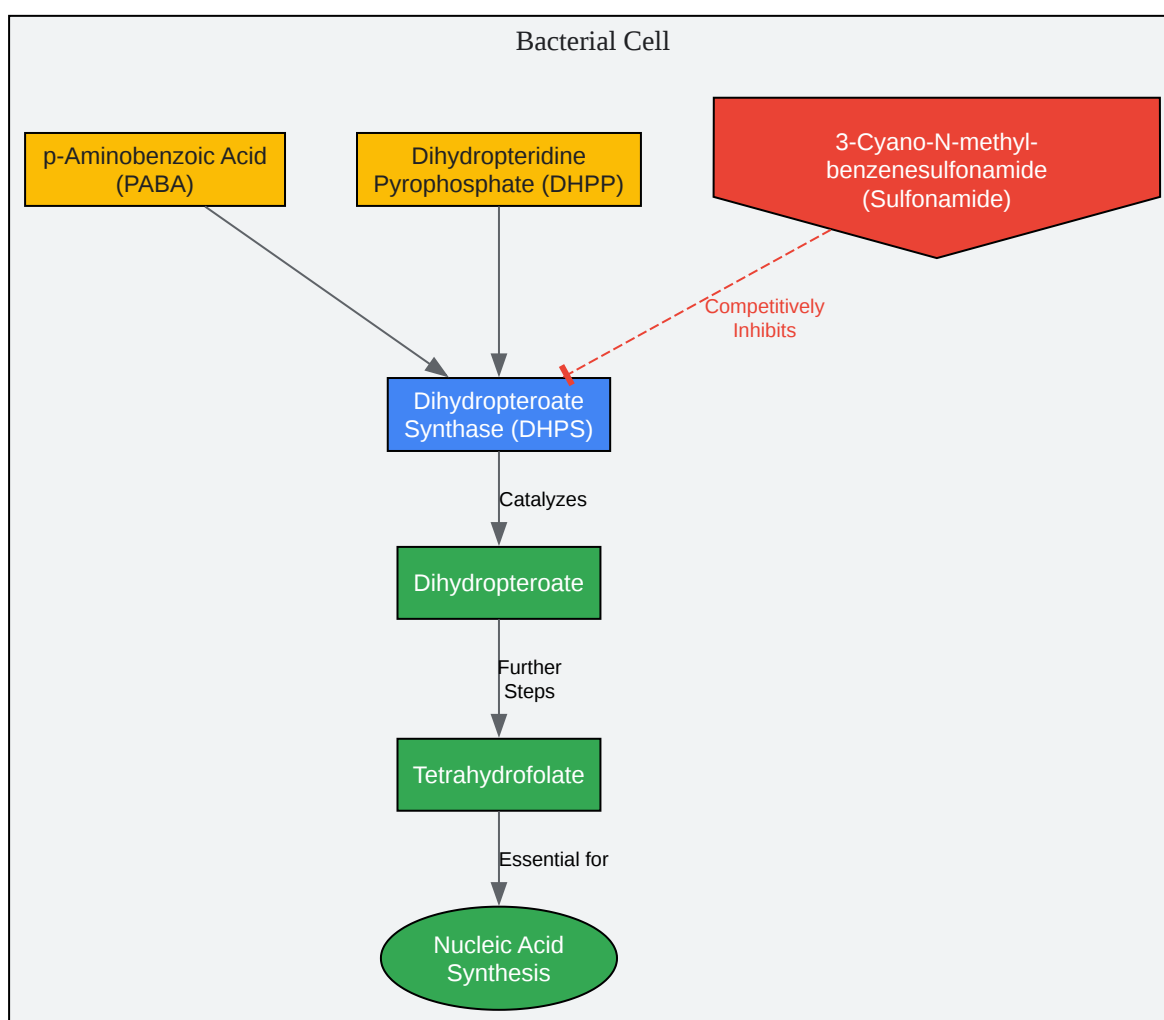 Bacterial Cell
p-Aminobenzoic Acid
(PABA)
Dihydropteridine
Pyrophosphate (DHPP)
3-Cyano-N-methyl-
benzenesulfonamide
(Sulfonamide)
Competitively
Inhibits
Dihydropteroate
Synthase (DHPS)
Catalyzes
Dihydropteroate
Further
Steps
Tetrahydrofolate
Essential for
Nucleic Acid
Synthesis